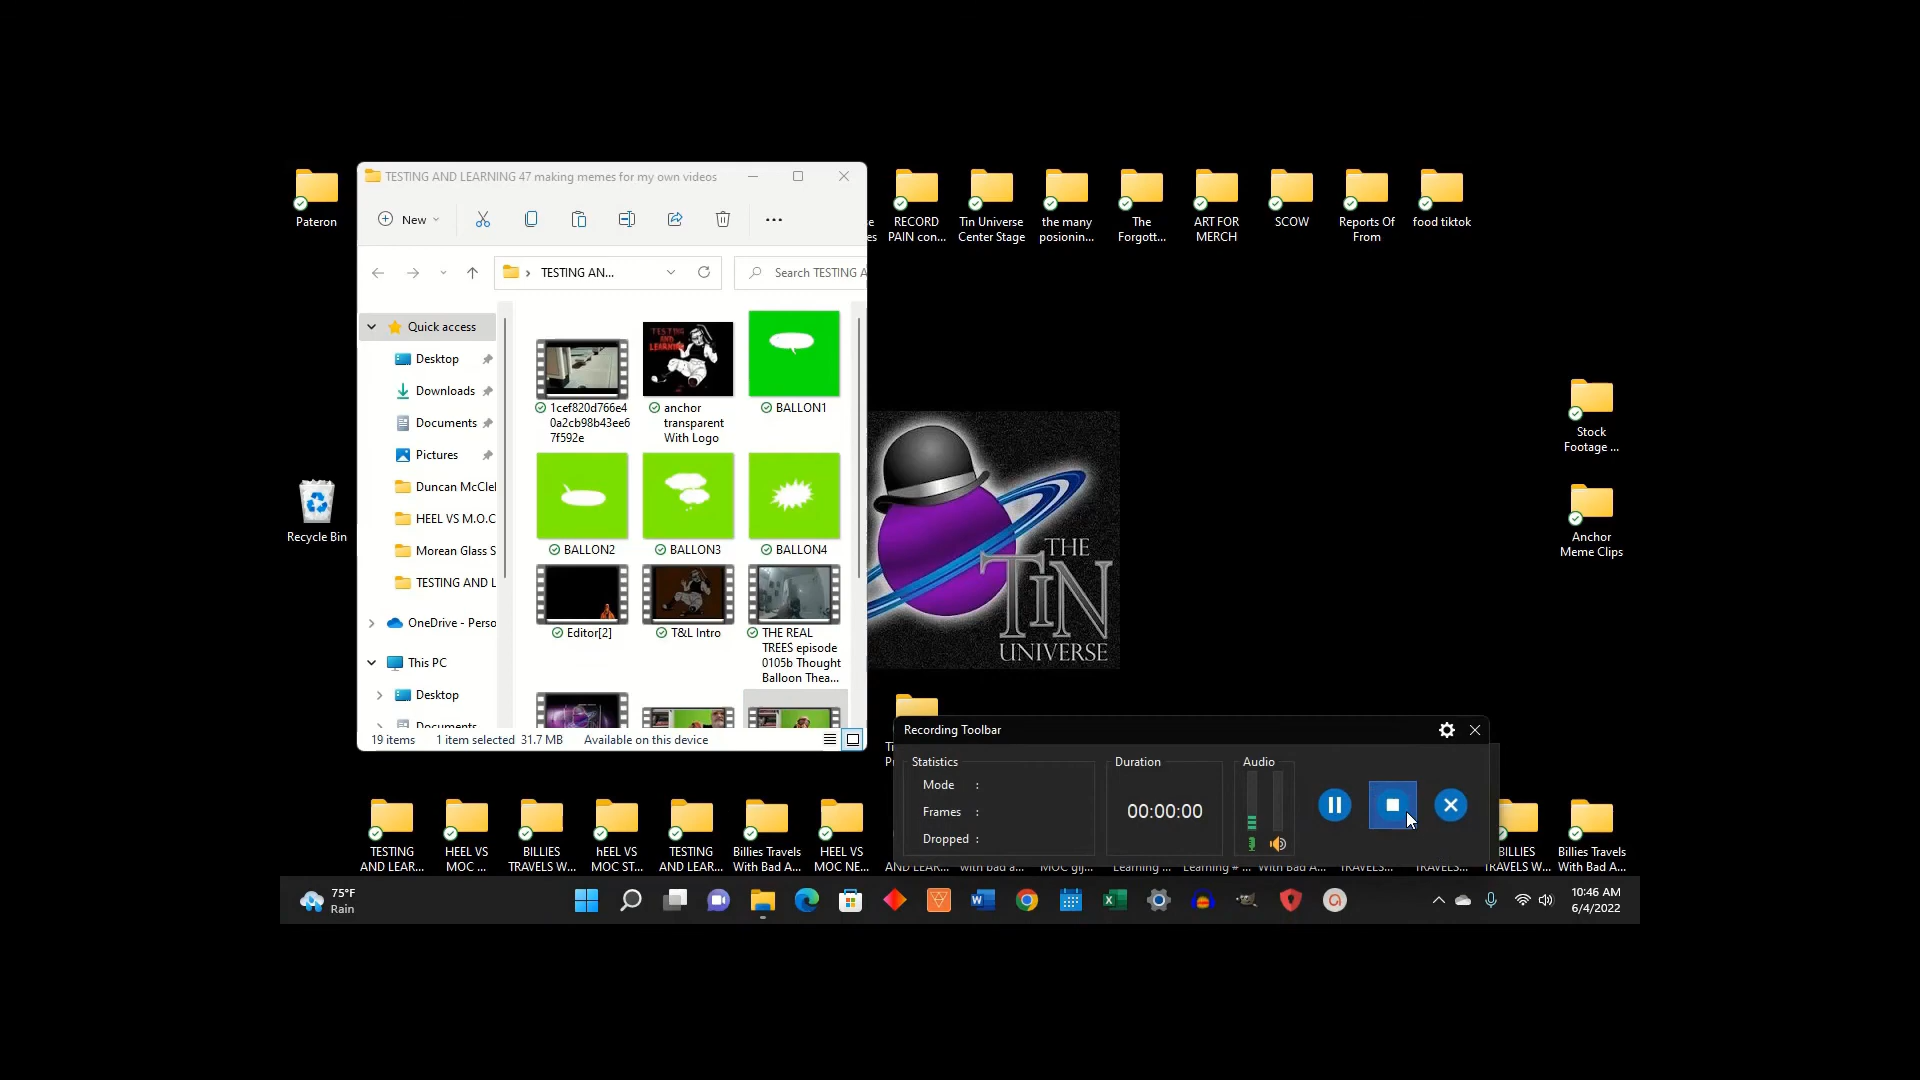 TESTING AND LEARNING 47 making memes for my own videos
New
TESTING AN...
Search TESTING A
Quick access
Desktop
Downloads
Documents
Pictures
Duncan McClel
HEEL VS M.O.C
Morean Glass S
TESTING AND L
OneDrive - Perso
This PC
Desktop
Documents
TESTING
AND
LEARNING
1cef820d766e4
0a2cb98b43ee6
7f592e
anchor
transparent
With Logo
BALLON1
BALLON2
BALLON3
BALLON4
Editor[2]
T&L Intro
THE REAL
TREES episode
0105b Thought
Balloon Thea...
19 items
1 item selected 31.7 MB
Available on this device
Pateron
Recycle Bin
RECORD
PAIN con...
Tin Universe
Center Stage
the many
posionin...
The
Forgott...
ART FOR
MERCH
SCOW
Reports Of
From
food tiktok
Stock
Footage ...
Anchor
Meme Clips
THE
TIN
UNIVERSE
Recording Toolbar
Statistics
Mode :
Frames :
Dropped :
Duration
00:00:00
Audio
TESTING
AND LEAR...
HEEL VS
MOC ...
BILLIES
TRAVELS W...
hEEL VS
MOC ST...
TESTING
AND LEAR...
Billies Travels
With Bad A...
HEEL VS
MOC NE...
BILLIES
TRAVELS W...
Billies Travels
With Bad A...
75°F
Rain
10:46 AM
6/4/2022